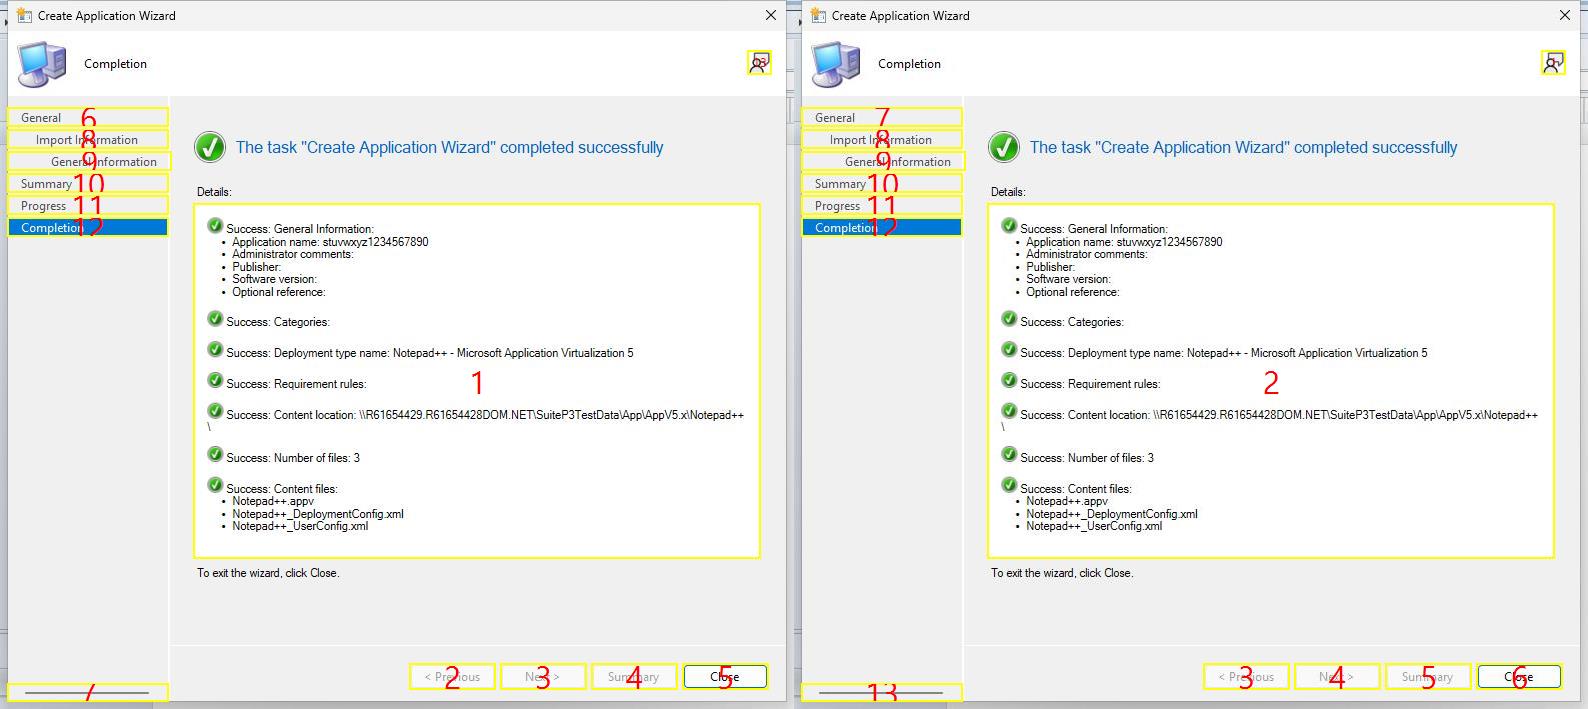 Create Application Wizard
Completion
13
General 6
Import Information 8
General Information 9
Summary 10
Progress 11
Completion 12
The task "Create Application Wizard" completed successfully
Details:
Success: General Information:
• Application name: stuvwxyz1234567890
• Administrator comments:
• Publisher:
• Software version:
• Optional reference:
Success: Categories:
Success: Deployment type name: Notepad++ - Microsoft Application Virtualization 5
Success: Requirement rules:
1
Success: Content location: \\R61654429.R61654428DOM.NET\SuiteP3TestData\App\AppV5.x\Notepad++
\
Success: Number of files: 3
Success: Content files:
• Notepad++.appv
• Notepad++_DeploymentConfig.xml
• Notepad++_UserConfig.xml
To exit the wizard, click Close.
7
< Previous 2
Next > 3
Summary 4
Close 5
Create Application Wizard
Completion
General 7
Import Information 8
General Information 9
Summary 10
Progress 11
Completion 12
The task "Create Application Wizard" completed successfully
Details:
Success: General Information:
• Application name: stuvwxyz1234567890
• Administrator comments:
• Publisher:
• Software version:
• Optional reference:
Success: Categories:
Success: Deployment type name: Notepad++ - Microsoft Application Virtualization 5
Success: Requirement rules:
2
Success: Content location: \\R61654429.R61654428DOM.NET\SuiteP3TestData\App\AppV5.x\Notepad++
\
Success: Number of files: 3
Success: Content files:
• Notepad++.appv
• Notepad++_DeploymentConfig.xml
• Notepad++_UserConfig.xml
To exit the wizard, click Close.
13
< Previous 3
Next > 4
Summary 5
Close 6